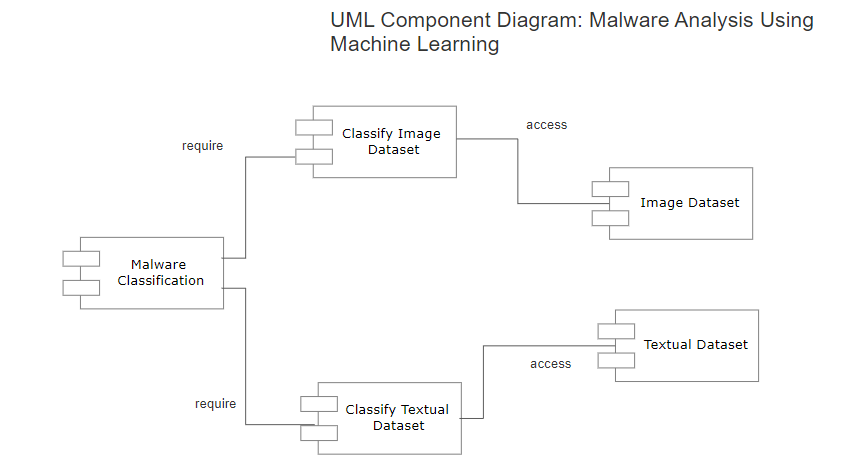 UML Component Diagram: Malware Analysis Using
Machine Learning
access
Classify Image
Dataset
require
Image Dataset
Malware
Classification
Textual Dataset
access
require
Classify Textual
Dataset